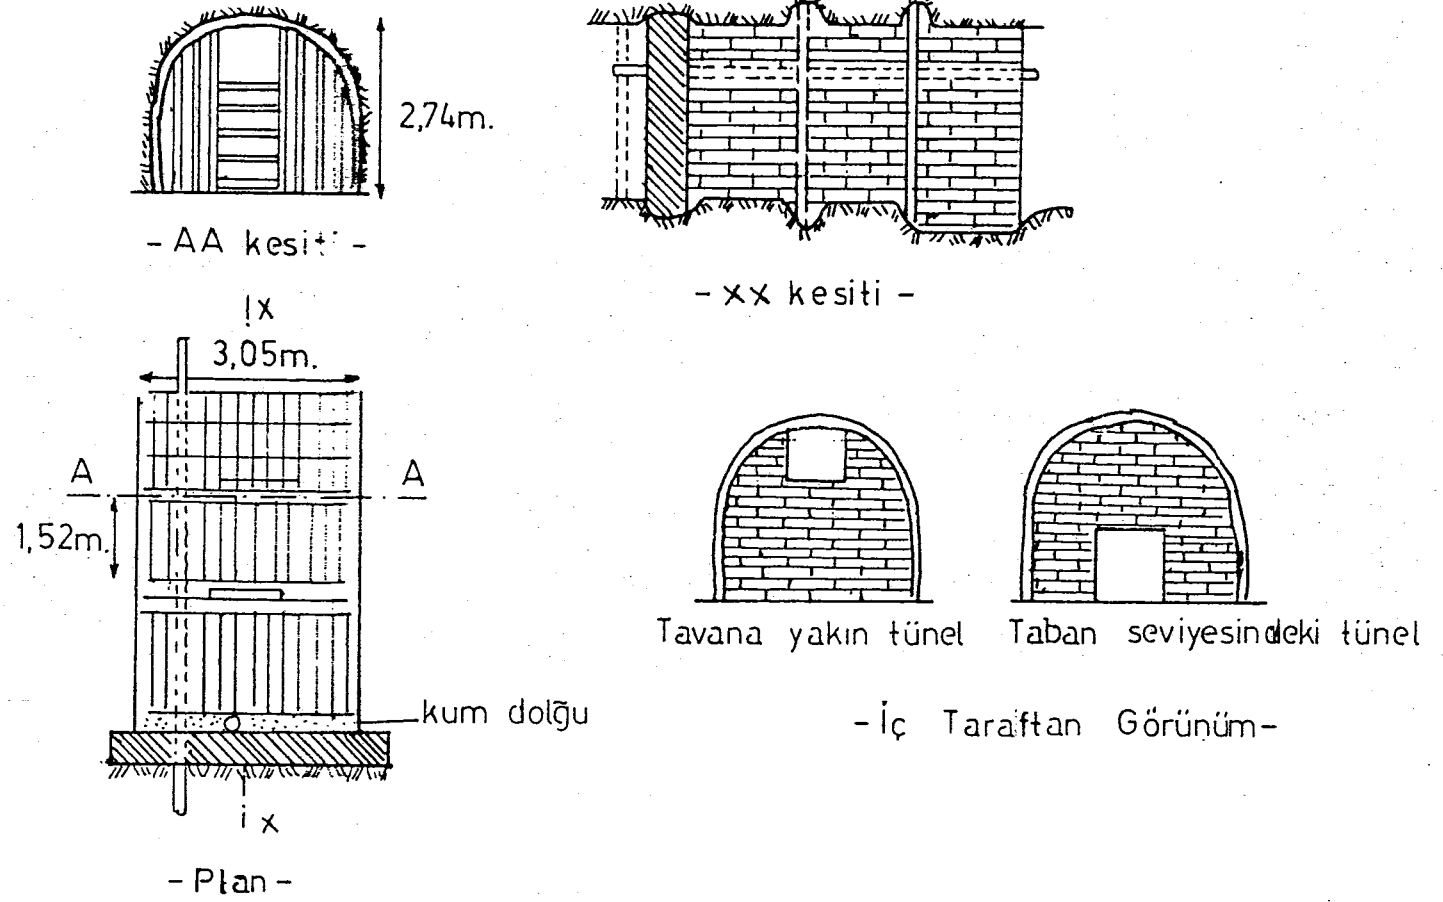 2,74m.
- AA kesiti -
- xx kesiti -
x
3,05m.
A
A
1,52m.
kum dolğu
x
- Plan -
Tavana yakın tünel
Taban seviyesindeki tünel
- İç Taraftan Görünüm-